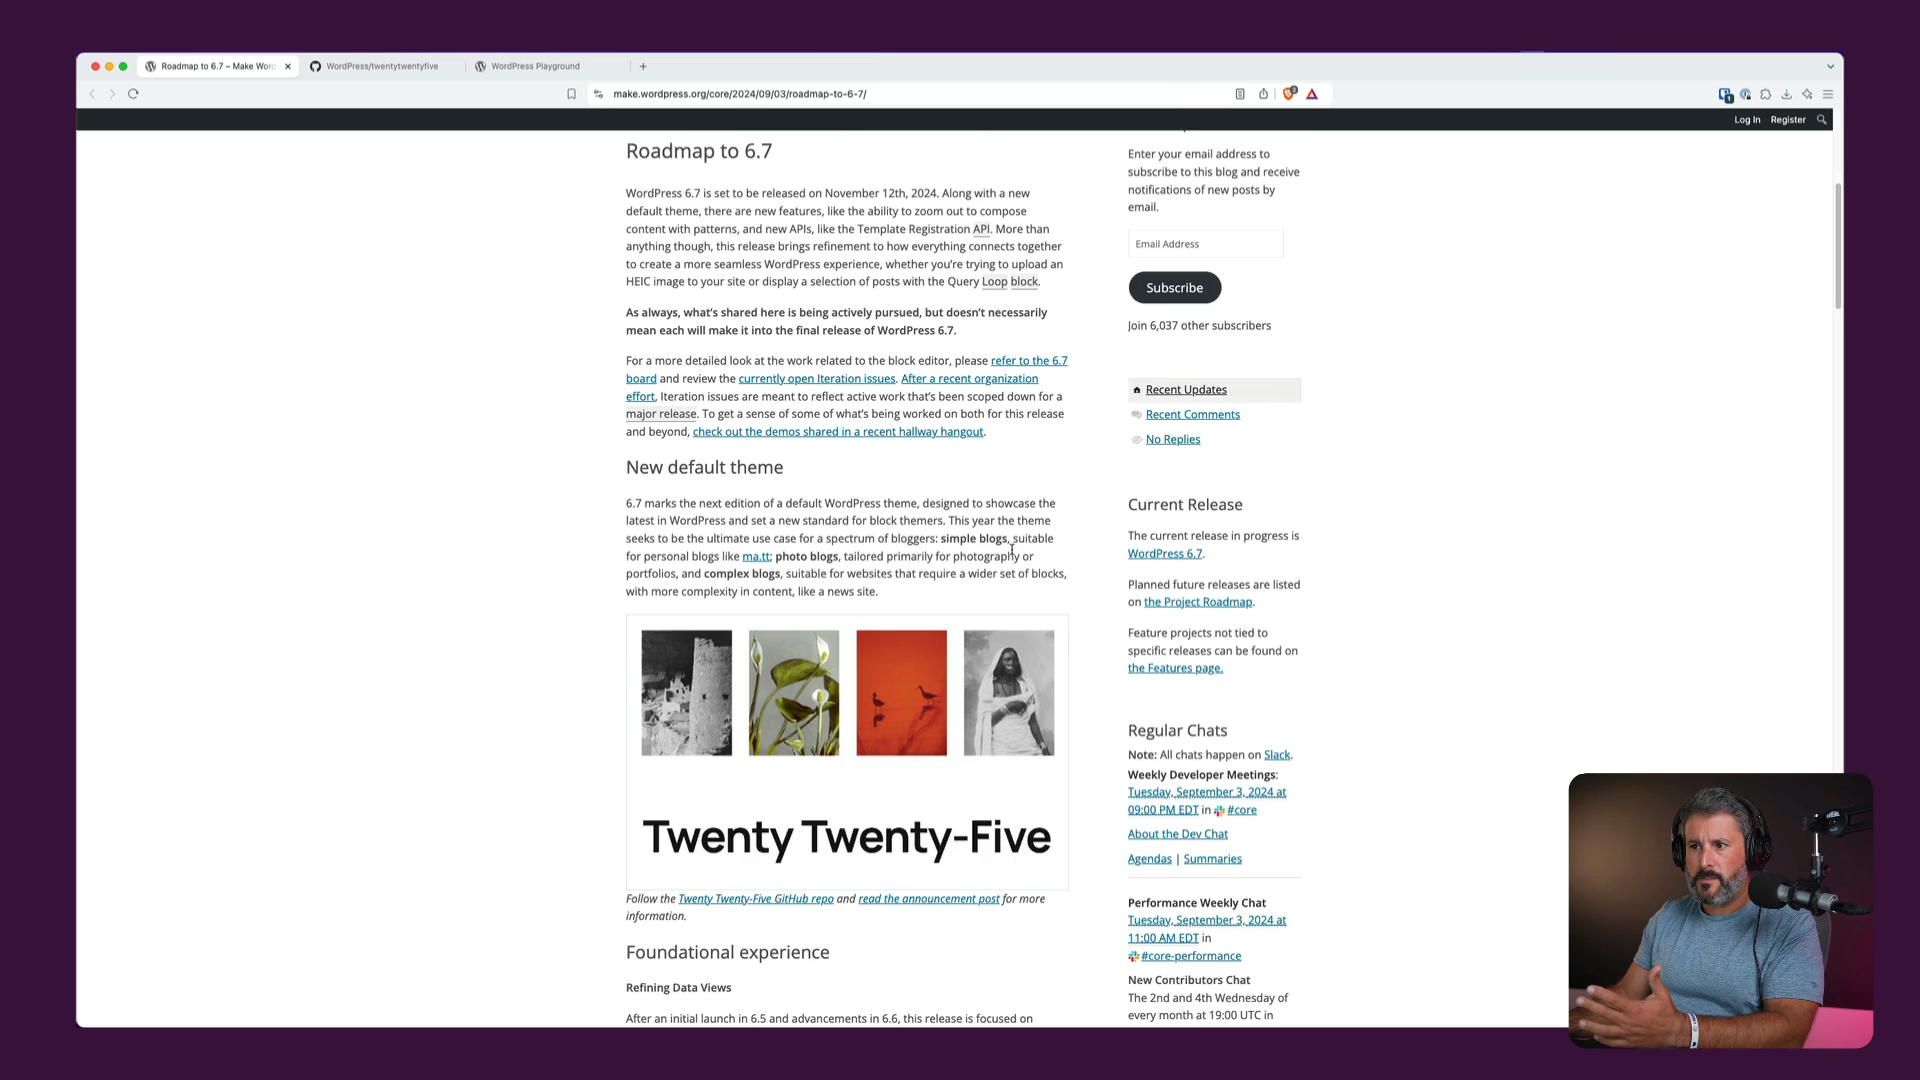 Roadmap to 6.7 – Make Word
WordPress/twentytwentyfive
WordPress Playground
make.wordpress.org/core/2024/09/03/roadmap-to-6-7/
Log In Register
Roadmap to 6.7
WordPress 6.7 is set to be released on November 12th, 2024. Along with a new
default theme, there are new features, like the ability to zoom out to compose
content with patterns, and new APIs, like the Template Registration API. More than
anything though, this release brings refinement to how everything connects together
to create a more seamless WordPress experience, whether you’re trying to upload an
HEIC image to your site or display a selection of posts with the Query Loop block.
As always, what’s shared here is being actively pursued, but doesn’t necessarily
mean each will make it into the final release of WordPress 6.7.
For a more detailed look at the work related to the block editor, please refer to the 6.7
board and review the currently open Iteration issues. After a recent organization
effort, Iteration issues are meant to reflect active work that’s been scoped down for a
major release. To get a sense of some of what’s being worked on both for this release
and beyond, check out the demos shared in a recent hallway hangout.
New default theme
6.7 marks the next edition of a default WordPress theme, designed to showcase the
latest in WordPress and set a new standard for block themers. This year the theme
seeks to be the ultimate use case for a spectrum of bloggers: simple blogs, suitable
for personal blogs like ma.tt; photo blogs, tailored primarily for photography or
portfolios, and complex blogs, suitable for websites that require a wider set of blocks,
with more complexity in content, like a news site.
Twenty Twenty-Five
Follow the Twenty Twenty-Five GitHub repo and read the announcement post for more
information.
Foundational experience
Refining Data Views
After an initial launch in 6.5 and advancements in 6.6, this release is focused on
Enter your email address to
subscribe to this blog and receive
notifications of new posts by
email.
Email Address
Subscribe
Join 6,037 other subscribers
Recent Updates
Recent Comments
No Replies
Current Release
The current release in progress is
WordPress 6.7.
Planned future releases are listed
on the Project Roadmap.
Feature projects not tied to
specific releases can be found on
the Features page.
Regular Chats
Note: All chats happen on Slack.
Weekly Developer Meetings:
Tuesday, September 3, 2024 at
09:00 PM EDT in #core
About the Dev Chat
Agendas | Summaries
Performance Weekly Chat
Tuesday, September 3, 2024 at
11:00 AM EDT in
#core-performance
New Contributors Chat
The 2nd and 4th Wednesday of
every month at 19:00 UTC in